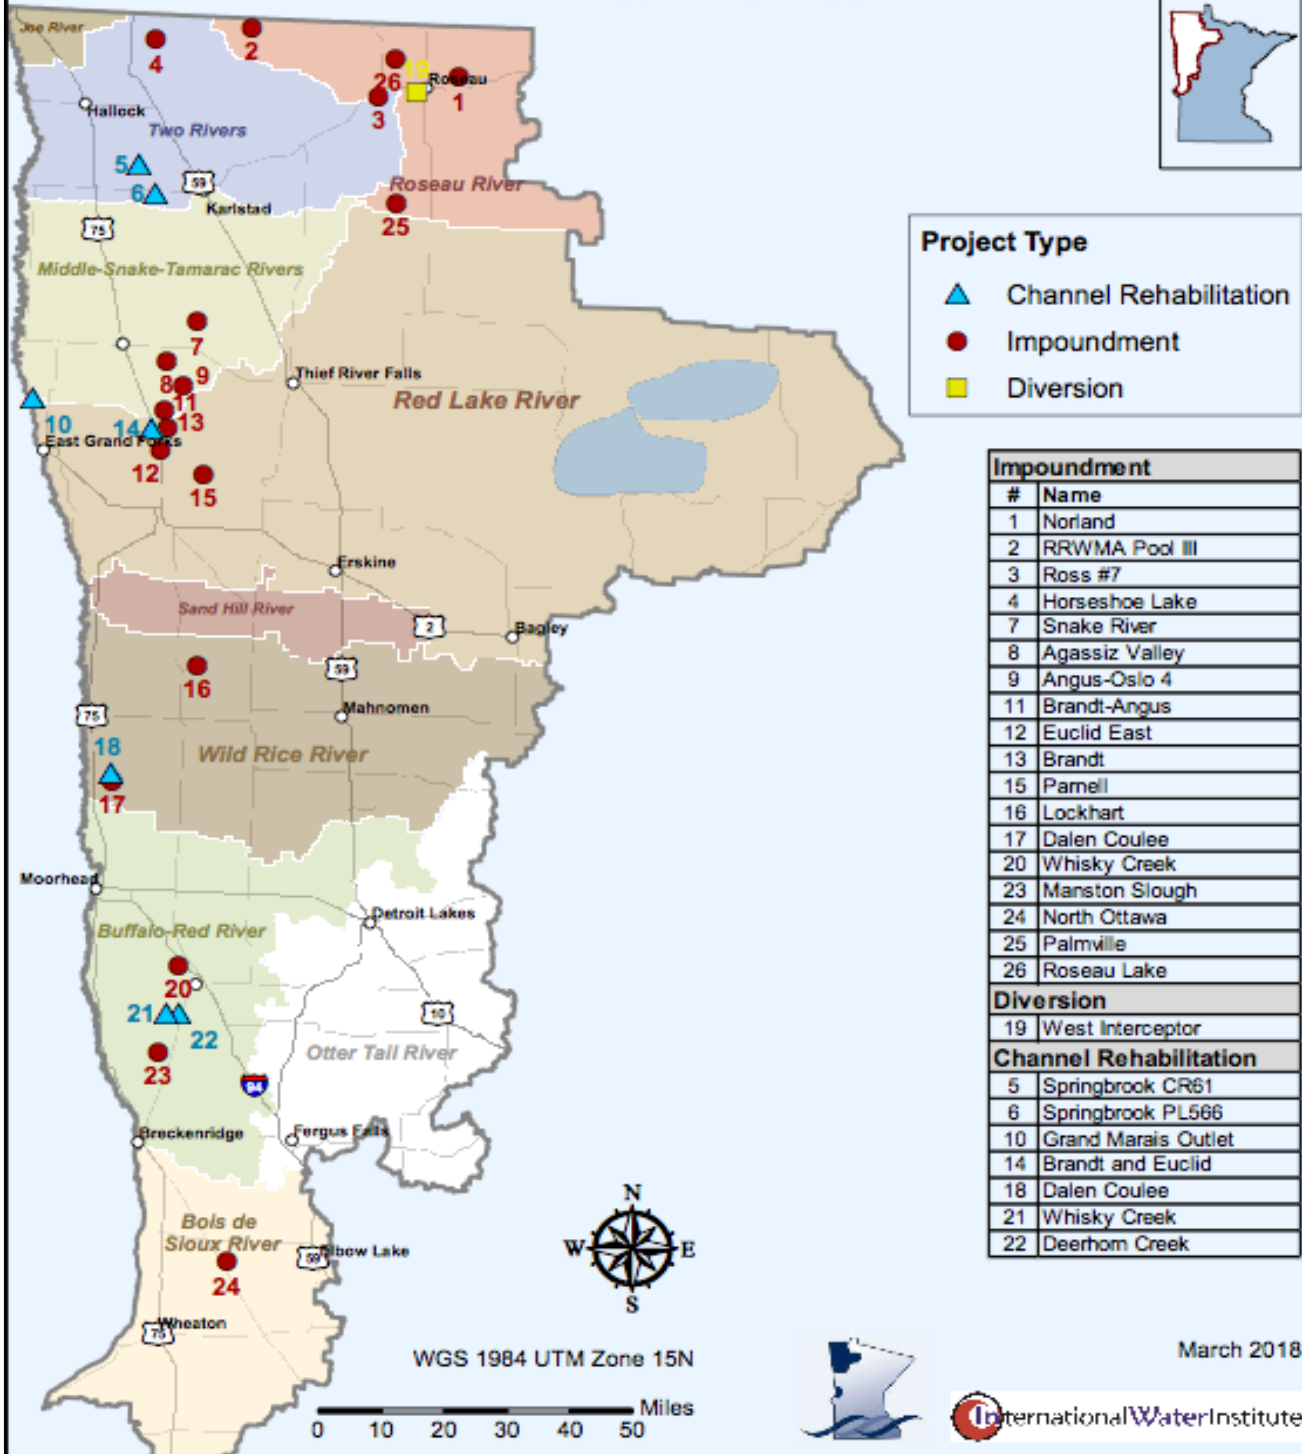 Joe River
4
2
26
19
Roseau
1
3
Hallock
Two Rivers
5
6
59
Karlstad
Roseau River
25
75
Middle-Snake-Tamarac Rivers
7
8
9
11
Thief River Falls
Red Lake River
10
14
13
East Grand Forks
12
15
Erskine
Sand Hill River
2
Bagley
59
16
Mahnomen
75
18
Wild Rice River
17
Moorhead
Detroit Lakes
Buffalo-Red River
20
21
22
10
Otter Tail River
23
94
Breckenridge
Fergus Falls
Bois de
Sioux River
59
Elbow Lake
24
75
Wheaton
Project Type
Channel Rehabilitation
Impoundment
Diversion
Impoundment
# Name
1 Norland
2 RRWMA Pool III
3 Ross #7
4 Horseshoe Lake
7 Snake River
8 Agassiz Valley
9 Angus-Oslo 4
11 Brandt-Angus
12 Euclid East
13 Brandt
15 Parnell
16 Lockhart
17 Dalen Coulee
20 Whisky Creek
23 Manston Slough
24 North Ottawa
25 Palmville
26 Roseau Lake
Diversion
19 West Interceptor
Channel Rehabilitation
5 Springbrook CR61
6 Springbrook PL566
10 Grand Marais Outlet
14 Brandt and Euclid
18 Dalen Coulee
21 Whisky Creek
22 Deerhorn Creek
N
W E
S
WGS 1984 UTM Zone 15N
Miles
0 10 20 30 40 50
March 2018
InternationalWaterInstitute